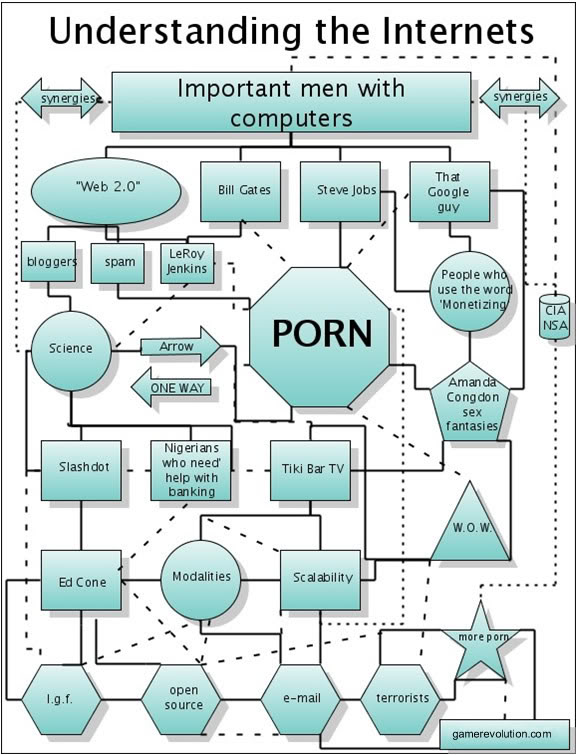 Understanding the Internets
synergies
Important men with
computers
synergies
"Web 2.0"
Bill Gates
Steve Jobs
That
Google
guy
bloggers
spam
LeRoy
Jenkins
People who
use the word
'Monetizing
CIA
NSA
Science
Arrow
ONE WAY
PORN
Amanda
Congdon
sex
fantasies
Slashdot
Nigerians
who need'
help with
banking
Tiki Bar TV
W.O.W.
Ed Cone
Modalities
Scalability
more porn
I.g.f.
open
source
e-mail
terrorists
gamerevolution.com